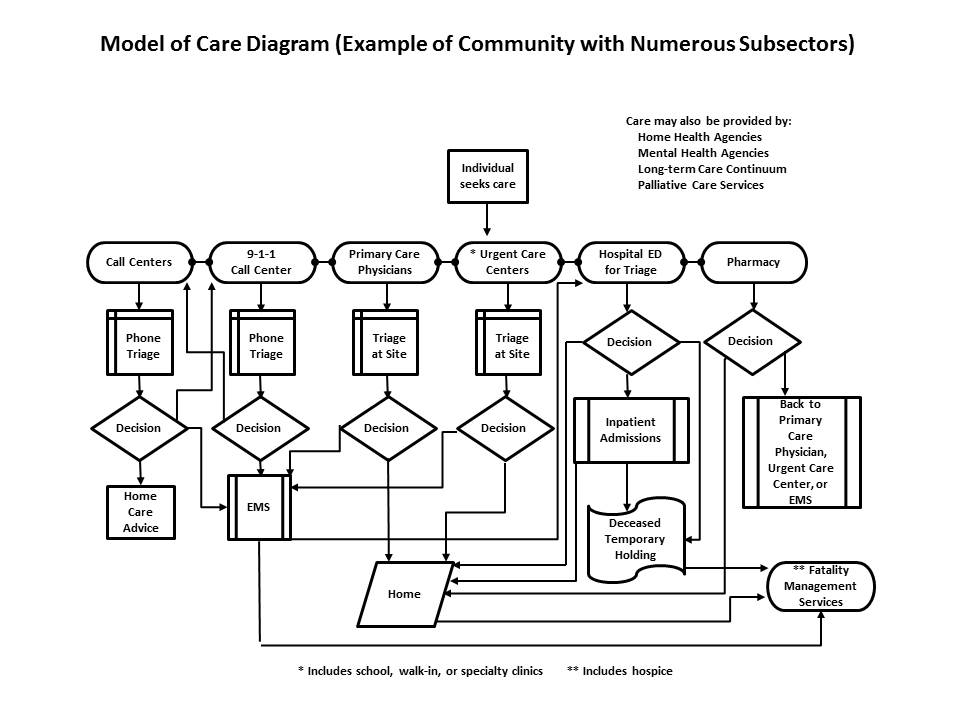 Model of Care Diagram (Example of Community with Numerous Subsectors)
Care may also be provided by:
Home Health Agencies
Mental Health Agencies
Long-term Care Continuum
Palliative Care Services
Individual
seeks care
Call Centers
9-1-1
Call Center
Primary Care
Physicians
* Urgent Care
Centers
Hospital ED
for Triage
Pharmacy
Phone
Triage
Phone
Triage
Triage
at Site
Triage
at Site
Decision
Decision
Decision
Decision
Decision
Decision
Inpatient
Admissions
Back to
Primary
Care
Physician,
Urgent Care
Center, or
EMS
Home
Care
Advice
EMS
Deceased
Temporary
Holding
Home
** Fatality
Management
Services
* Includes school, walk-in, or specialty clinics
** Includes hospice